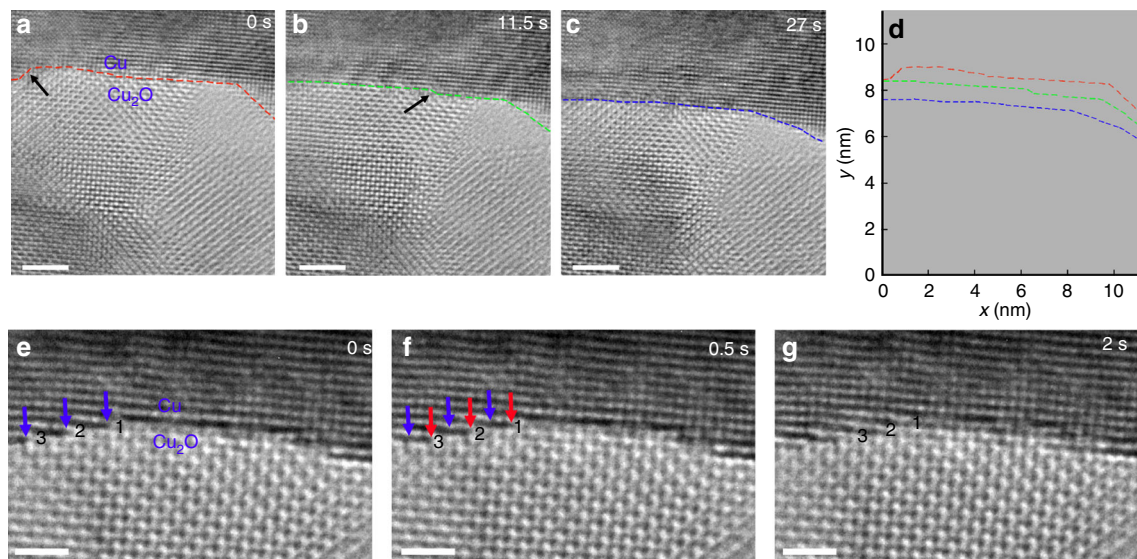 a 0 s
Cu
Cu₂O
b 11.5 s
c 27 s
d
10
8
6
4
2
0
y (nm)
0 2 4 6 8 10
x (nm)
e 0 s
Cu
Cu₂O
3 2 1
f 0.5 s
3 2 1
g 2 s
3 2 1